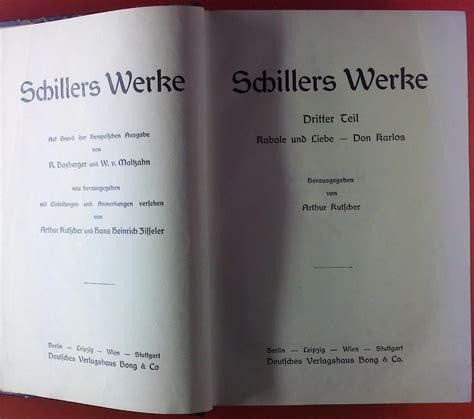 Schillers Werke
Auf Grund der Hempelschen Ausgabe
von
R. Boxberger und W. v. Maltzahn
neu herausgegeben
mit Einleitungen und Anmerkungen versehen
von
Arthur Kutscher und Hans Heinrich Zisseler
Berlin — Leipzig — Wien — Stuttgart
Deutsches Verlagshaus Bong & Co.
Schillers Werke
Dritter Teil
Kabale und Liebe — Don Karlos
Herausgegeben
von
Arthur Kutscher
Berlin — Leipzig — Wien — Stuttgart
Deutsches Verlagshaus Bong & Co.